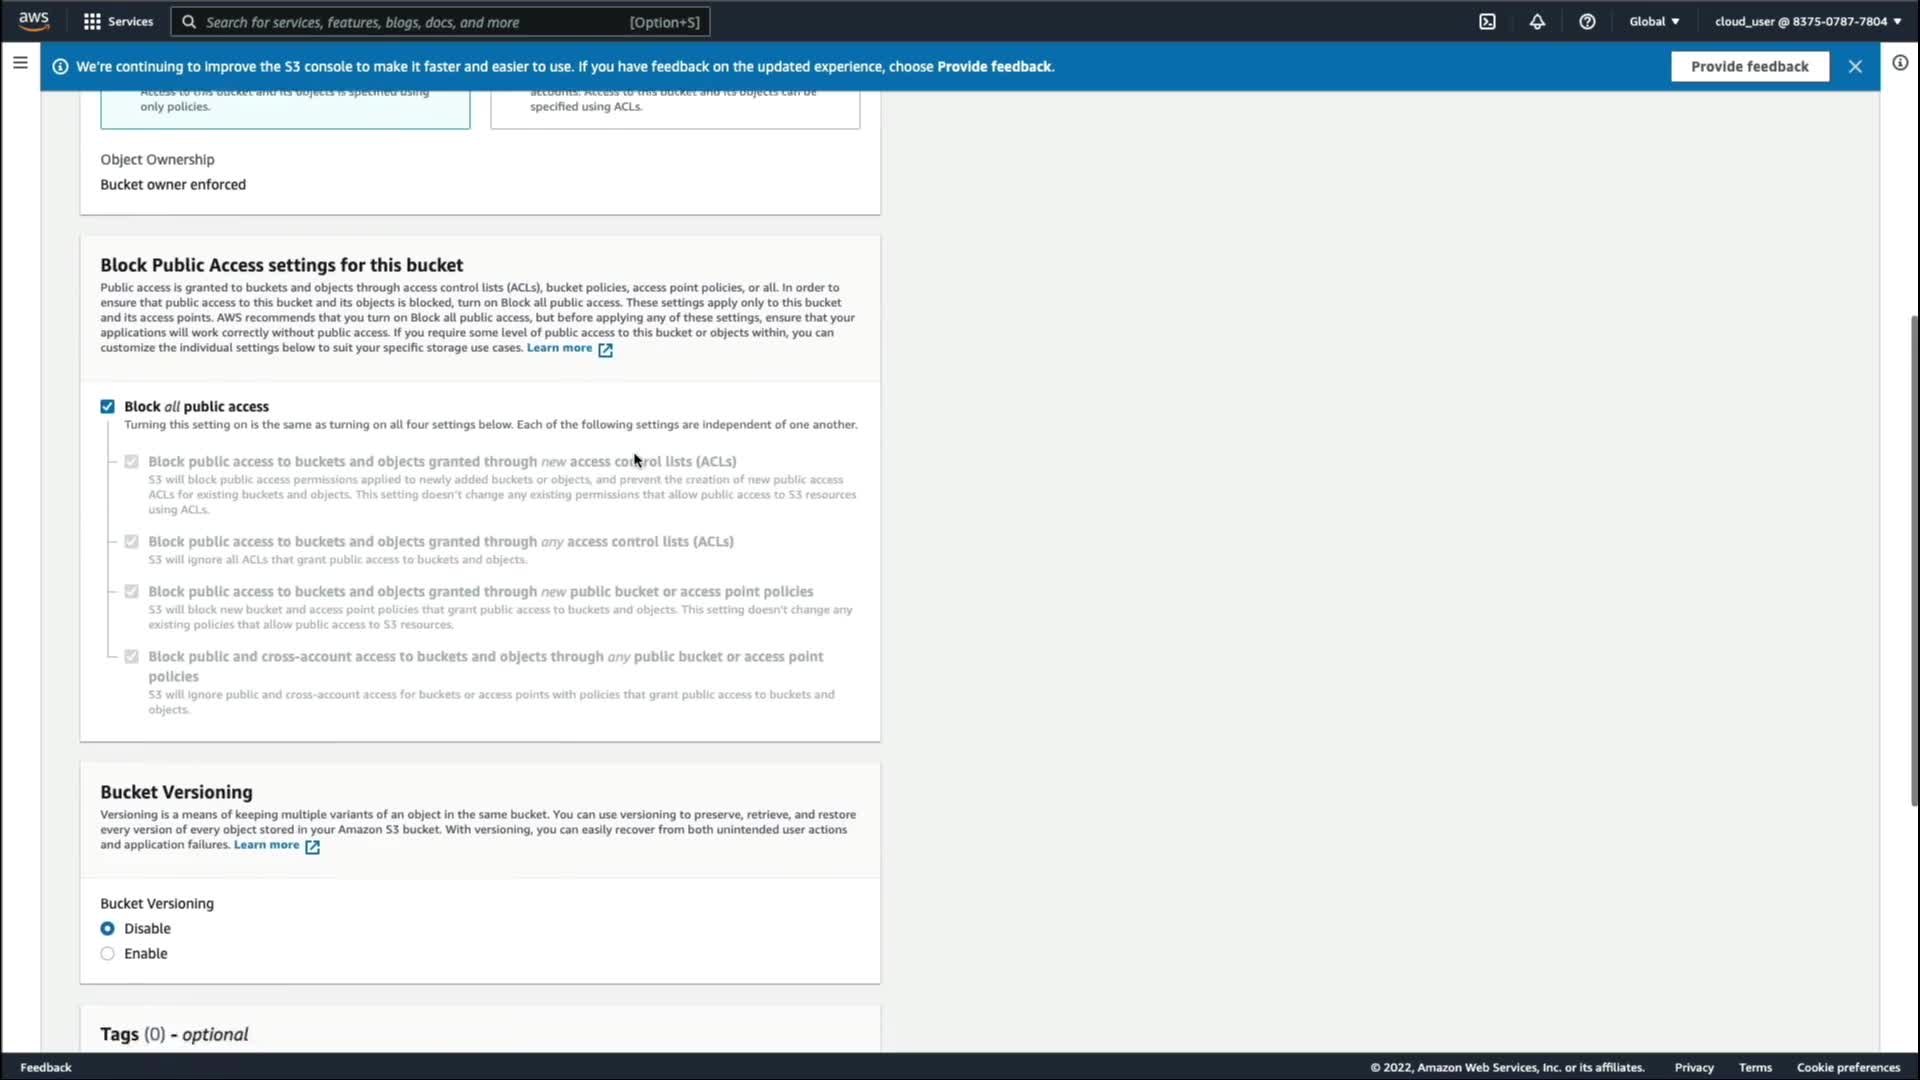 aws
Services
Search for services, features, blogs, docs, and more
[Option+S]
Global
cloud_user @ 8375-0787-7804
We're continuing to improve the S3 console to make it faster and easier to use. If you have feedback on the updated experience, choose Provide feedback.
Provide feedback
Access to this bucket and its objects is specified using
only policies.
accounts. Access to this bucket and its objects can be
specified using ACLs.
Object Ownership
Bucket owner enforced
Block Public Access settings for this bucket
Public access is granted to buckets and objects through access control lists (ACLs), bucket policies, access point policies, or all. In order to
ensure that public access to this bucket and its objects is blocked, turn on Block all public access. These settings apply only to this bucket
and its access points. AWS recommends that you turn on Block all public access, but before applying any of these settings, ensure that your
applications will work correctly without public access. If you require some level of public access to this bucket or objects within, you can
customize the individual settings below to suit your specific storage use cases. Learn more
Block all public access
Turning this setting on is the same as turning on all four settings below. Each of the following settings are independent of one another.
Block public access to buckets and objects granted through new access control lists (ACLs)
S3 will block public access permissions applied to newly added buckets or objects, and prevent the creation of new public access
ACLs for existing buckets and objects. This setting doesn't change any existing permissions that allow public access to S3 resources
using ACLs.
Block public access to buckets and objects granted through any access control lists (ACLs)
S3 will ignore all ACLs that grant public access to buckets and objects.
Block public access to buckets and objects granted through new public bucket or access point policies
S3 will block new bucket and access point policies that grant public access to buckets and objects. This setting doesn't change any
existing policies that allow public access to S3 resources.
Block public and cross-account access to buckets and objects through any public bucket or access point
policies
S3 will ignore public and cross-account access for buckets or access points with policies that grant public access to buckets and
objects.
Bucket Versioning
Versioning is a means of keeping multiple variants of an object in the same bucket. You can use versioning to preserve, retrieve, and restore
every version of every object stored in your Amazon S3 bucket. With versioning, you can easily recover from both unintended user actions
and application failures. Learn more
Bucket Versioning
Disable
Enable
Tags (0) - optional
Feedback
© 2022, Amazon Web Services, Inc. or its affiliates.
Privacy
Terms
Cookie preferences